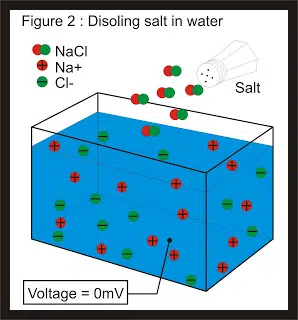 Figure 2 : Disoling salt in water
NaCl
Na+
Cl-
Salt
Voltage = 0mV